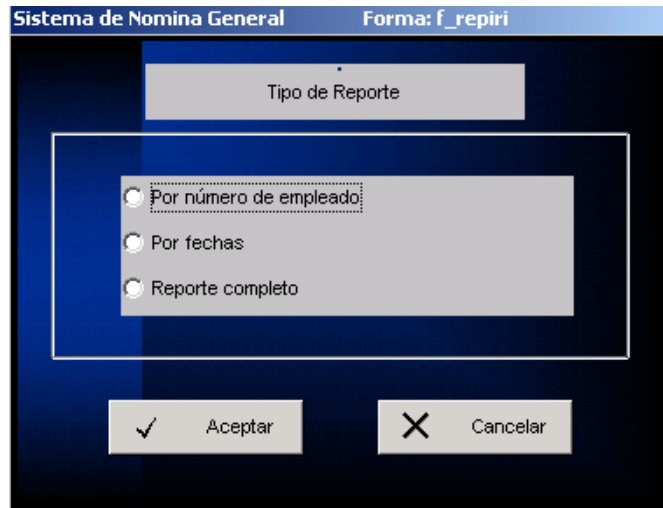 Sistema de Nomina General Forma: f_repiri
Tipo de Reporte
Por número de empleado
Por fechas
Reporte completo
Aceptar Cancelar